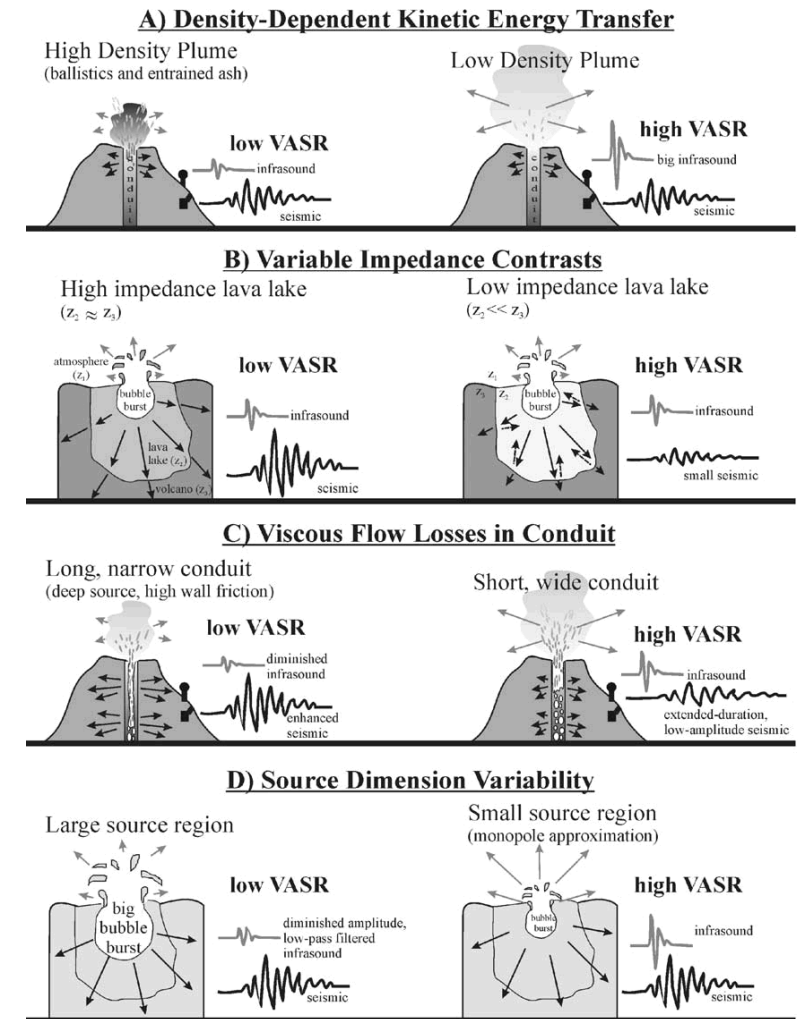 A) Density-Dependent Kinetic Energy Transfer
High Density Plume
(ballistics and entrained ash)
low VASR
infrasound
seismic
conduit
Low Density Plume
high VASR
big infrasound
seismic
conduit
B) Variable Impedance Contrasts
High impedance lava lake
(z₂ ≈ z₃)
low VASR
atmosphere
(z₁)
bubble
burst
infrasound
lava
lake (z₂)
volcano (z₃)
seismic
Low impedance lava lake
(z₂<< z₃)
high VASR
z₁
z₃
z₂
bubble
burst
infrasound
small seismic
C) Viscous Flow Losses in Conduit
Long, narrow conduit
(deep source, high wall friction)
low VASR
diminished
infrasound
enhanced
seismic
Short, wide conduit
high VASR
infrasound
extended-duration,
low-amplitude seismic
D) Source Dimension Variability
Large source region
low VASR
big
bubble
burst
diminished amplitude,
low-pass filtered
infrasound
seismic
Small source region
(monopole approximation)
high VASR
bubble
burst
infrasound
seismic